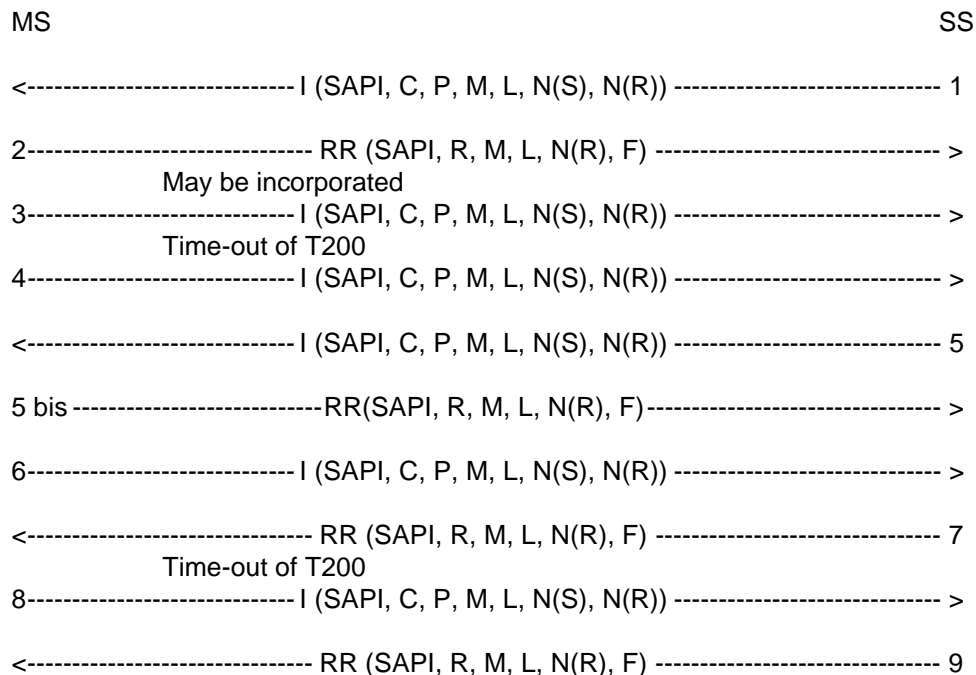 MS SS
<------------------------------ I (SAPI, C, P, M, L, N(S), N(R)) ------------------------------ 1
2-------------------------------- RR (SAPI, R, M, L, N(R), F) -------------------------------- >
May be incorporated
3------------------------------ I (SAPI, C, P, M, L, N(S), N(R)) ------------------------------ >
Time-out of T200
4------------------------------ I (SAPI, C, P, M, L, N(S), N(R)) ------------------------------ >
<------------------------------ I (SAPI, C, P, M, L, N(S), N(R)) ------------------------------ 5
5 bis ----------------------------RR(SAPI, R, M, L, N(R), F)--------------------------------- >
6------------------------------ I (SAPI, C, P, M, L, N(S), N(R)) ------------------------------ >
<-------------------------------- RR (SAPI, R, M, L, N(R), F) -------------------------------- 7
Time-out of T200
8------------------------------ I (SAPI, C, P, M, L, N(S), N(R)) ------------------------------ >
<-------------------------------- RR (SAPI, R, M, L, N(R), F) -------------------------------- 9